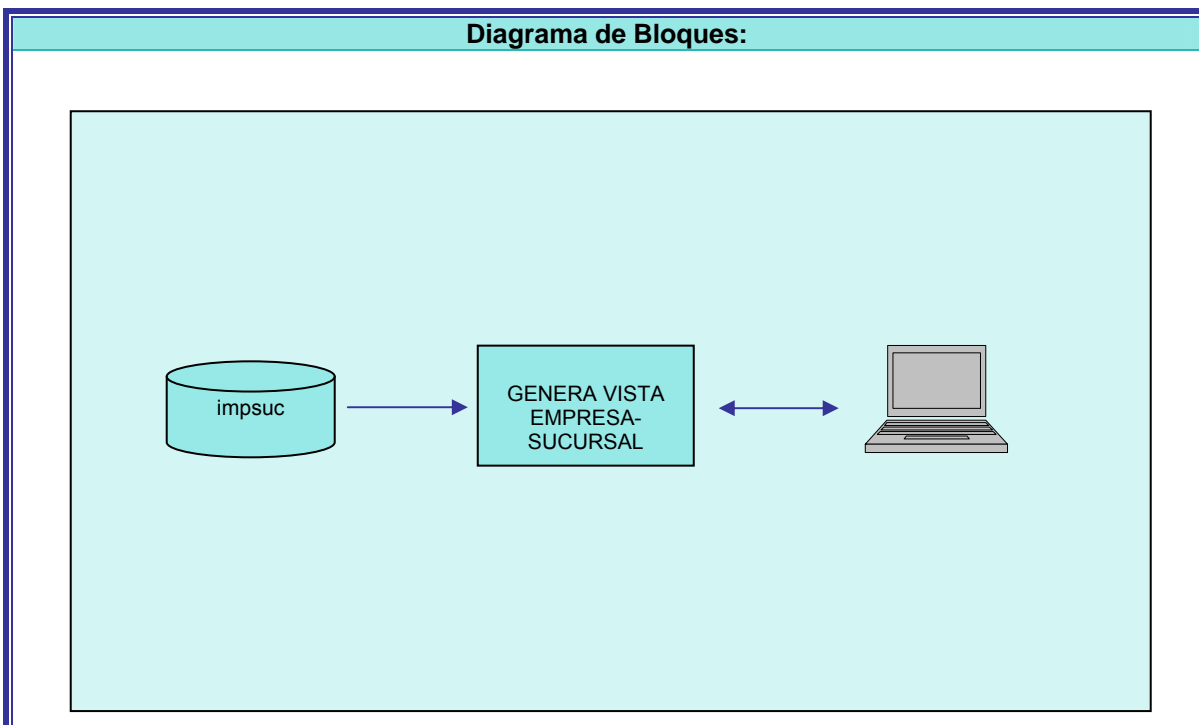 Diagrama de Bloques:
impsuc
GENERA VISTA
EMPRESA-
SUCURSAL